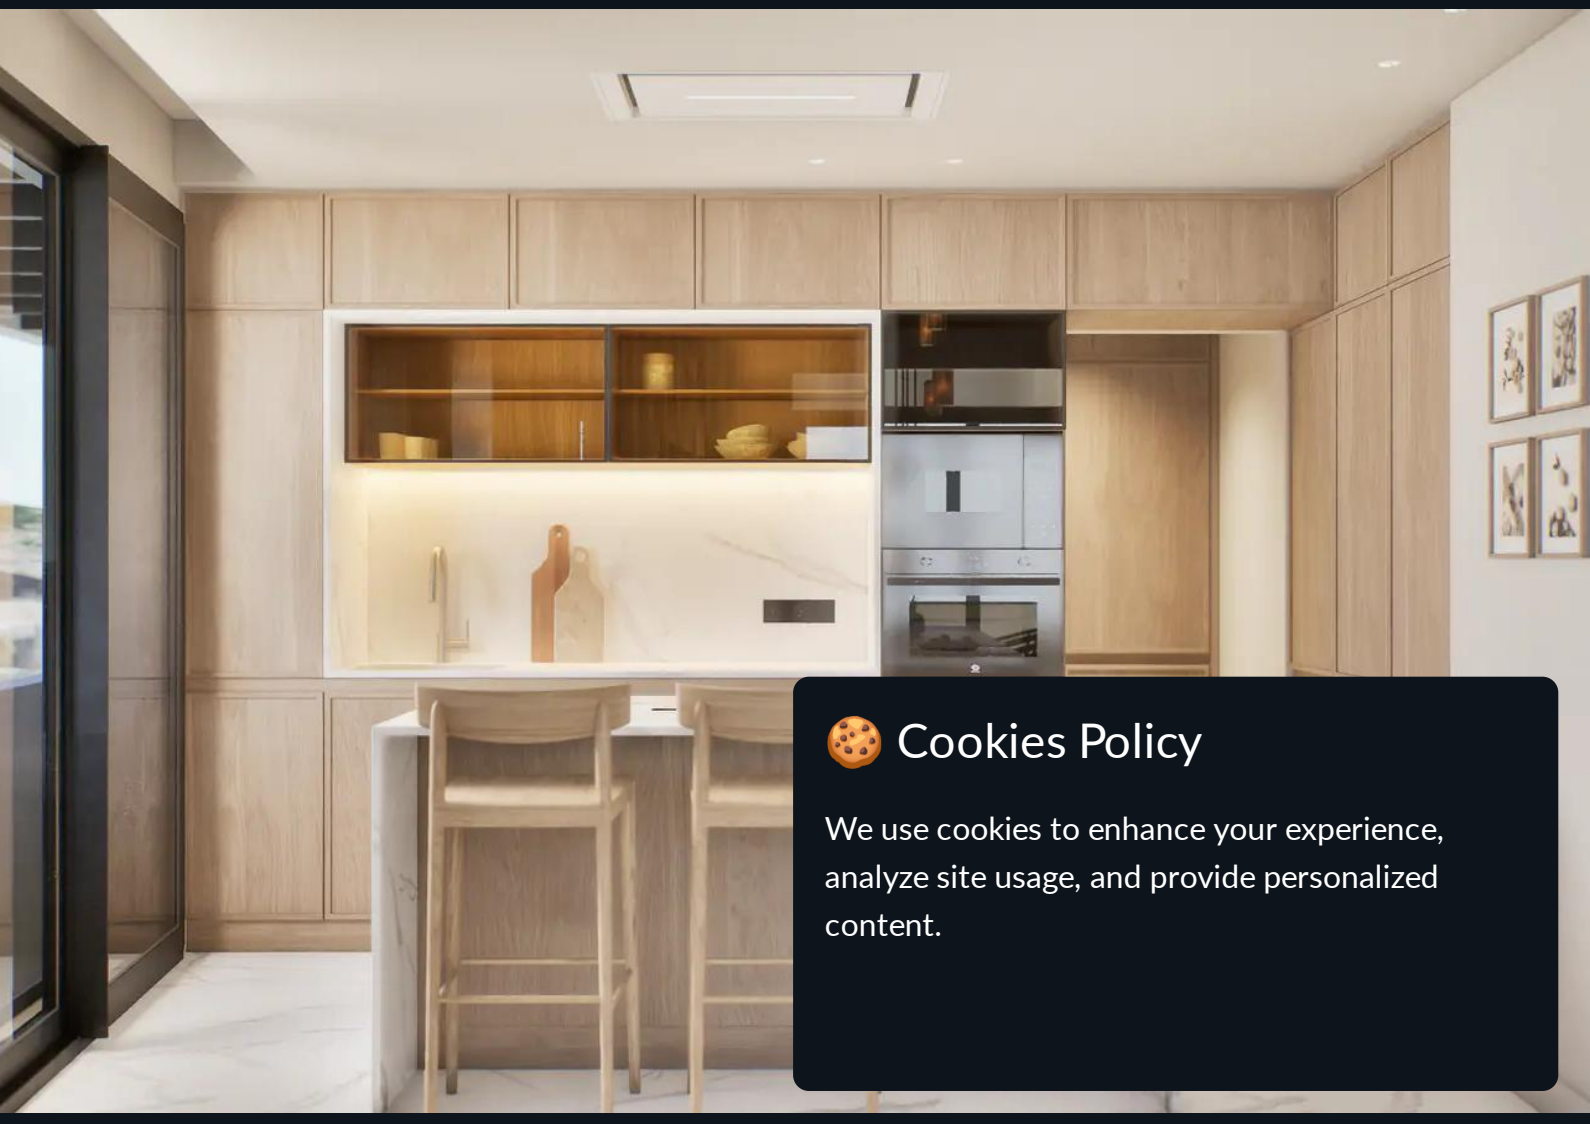 Cookies Policy
We use cookies to enhance your experience,
analyze site usage, and provide personalized
content.